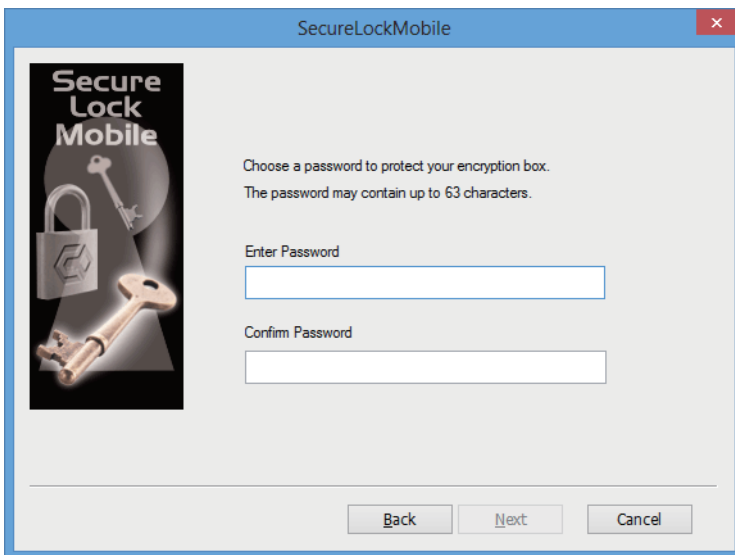 SecureLockMobile
Secure
Lock
Mobile
Choose a password to protect your encryption box.
The password may contain up to 63 characters.
Enter Password
Confirm Password
Back
Next
Cancel